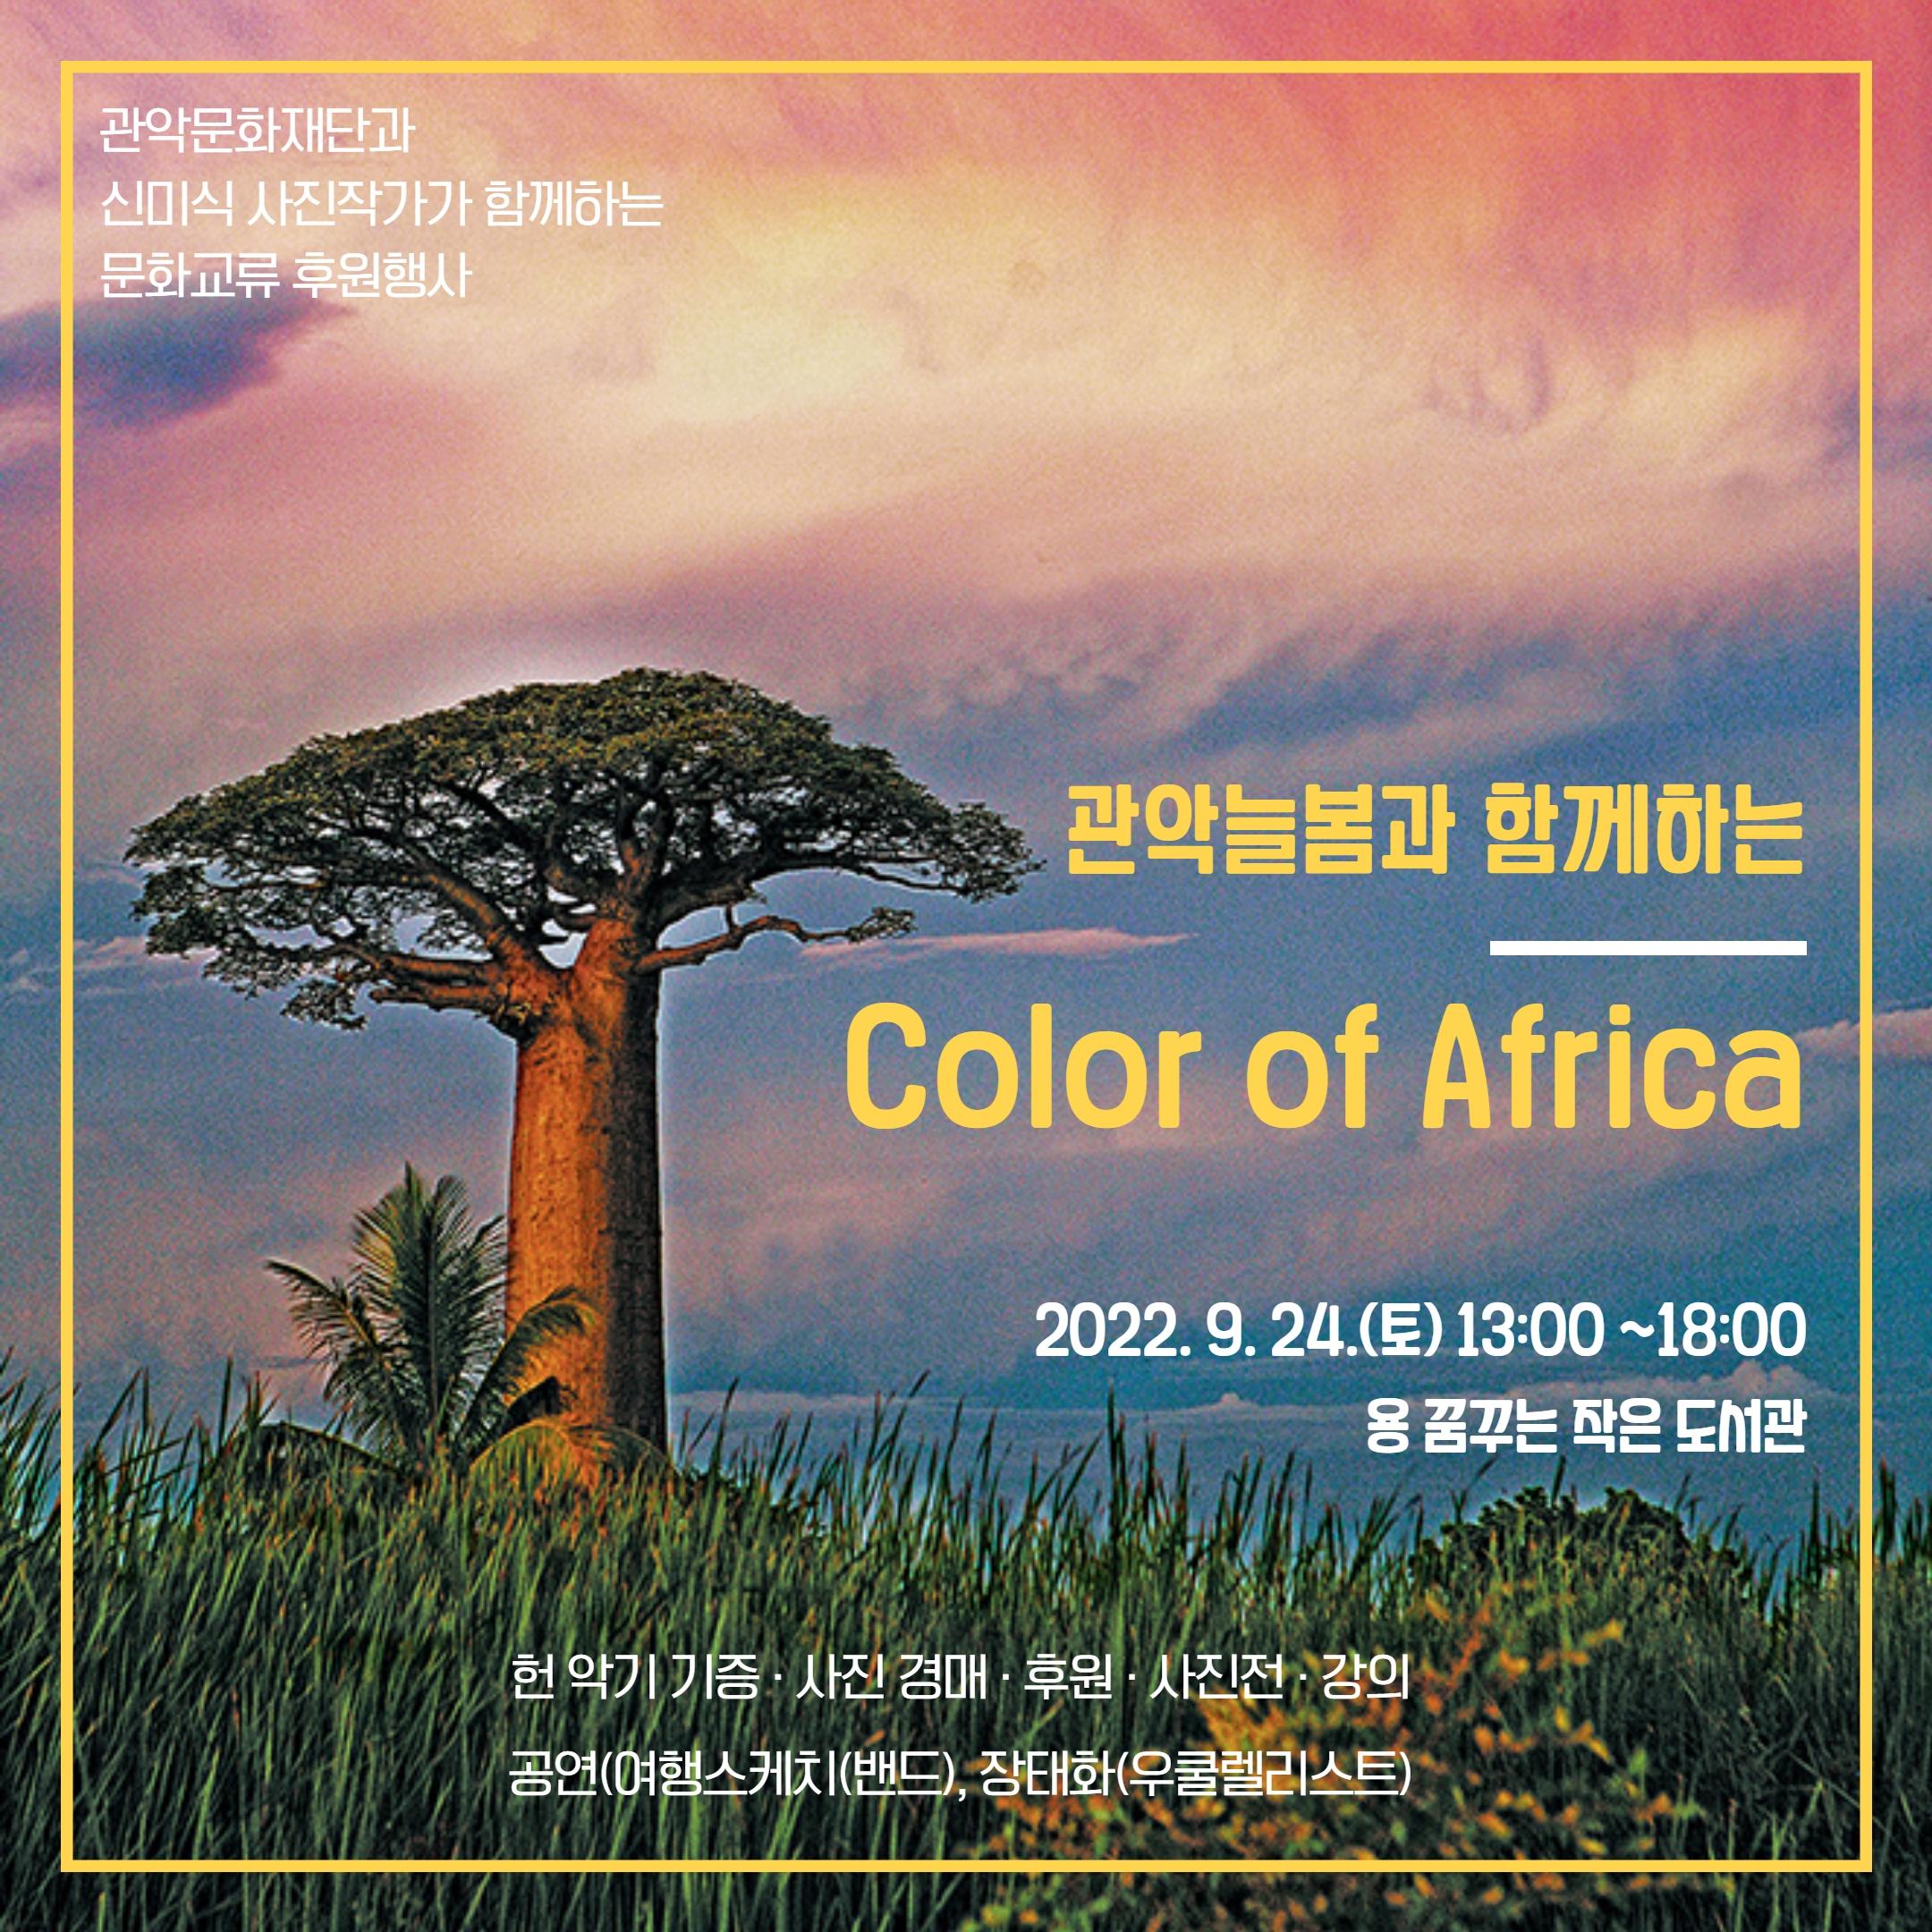 관악문화재단과
신미식 사진작가가 함께하는
문화교류 후원행사
관악늘봄과 함께하는
Color of Africa
2022. 9. 24.(토) 13:00 ~18:00
용 꿈꾸는 작은 도서관
헌 악기 기증 · 사진 경매 · 후원 · 사진전 · 강의
공연(여행스케치(밴드), 장태화(우쿨렐리스트)